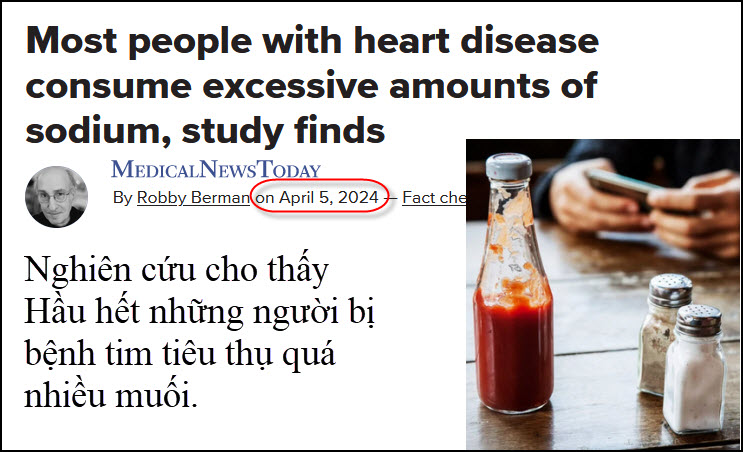 Most people with heart disease
consume excessive amounts of
sodium, study finds
MEDICALNEWSTODAY
By Robby Berman on April 5, 2024 — Fact che
Nghiên cứu cho thấy
Hầu hết những người bị
bệnh tim tiêu thụ quá
nhiều muối.